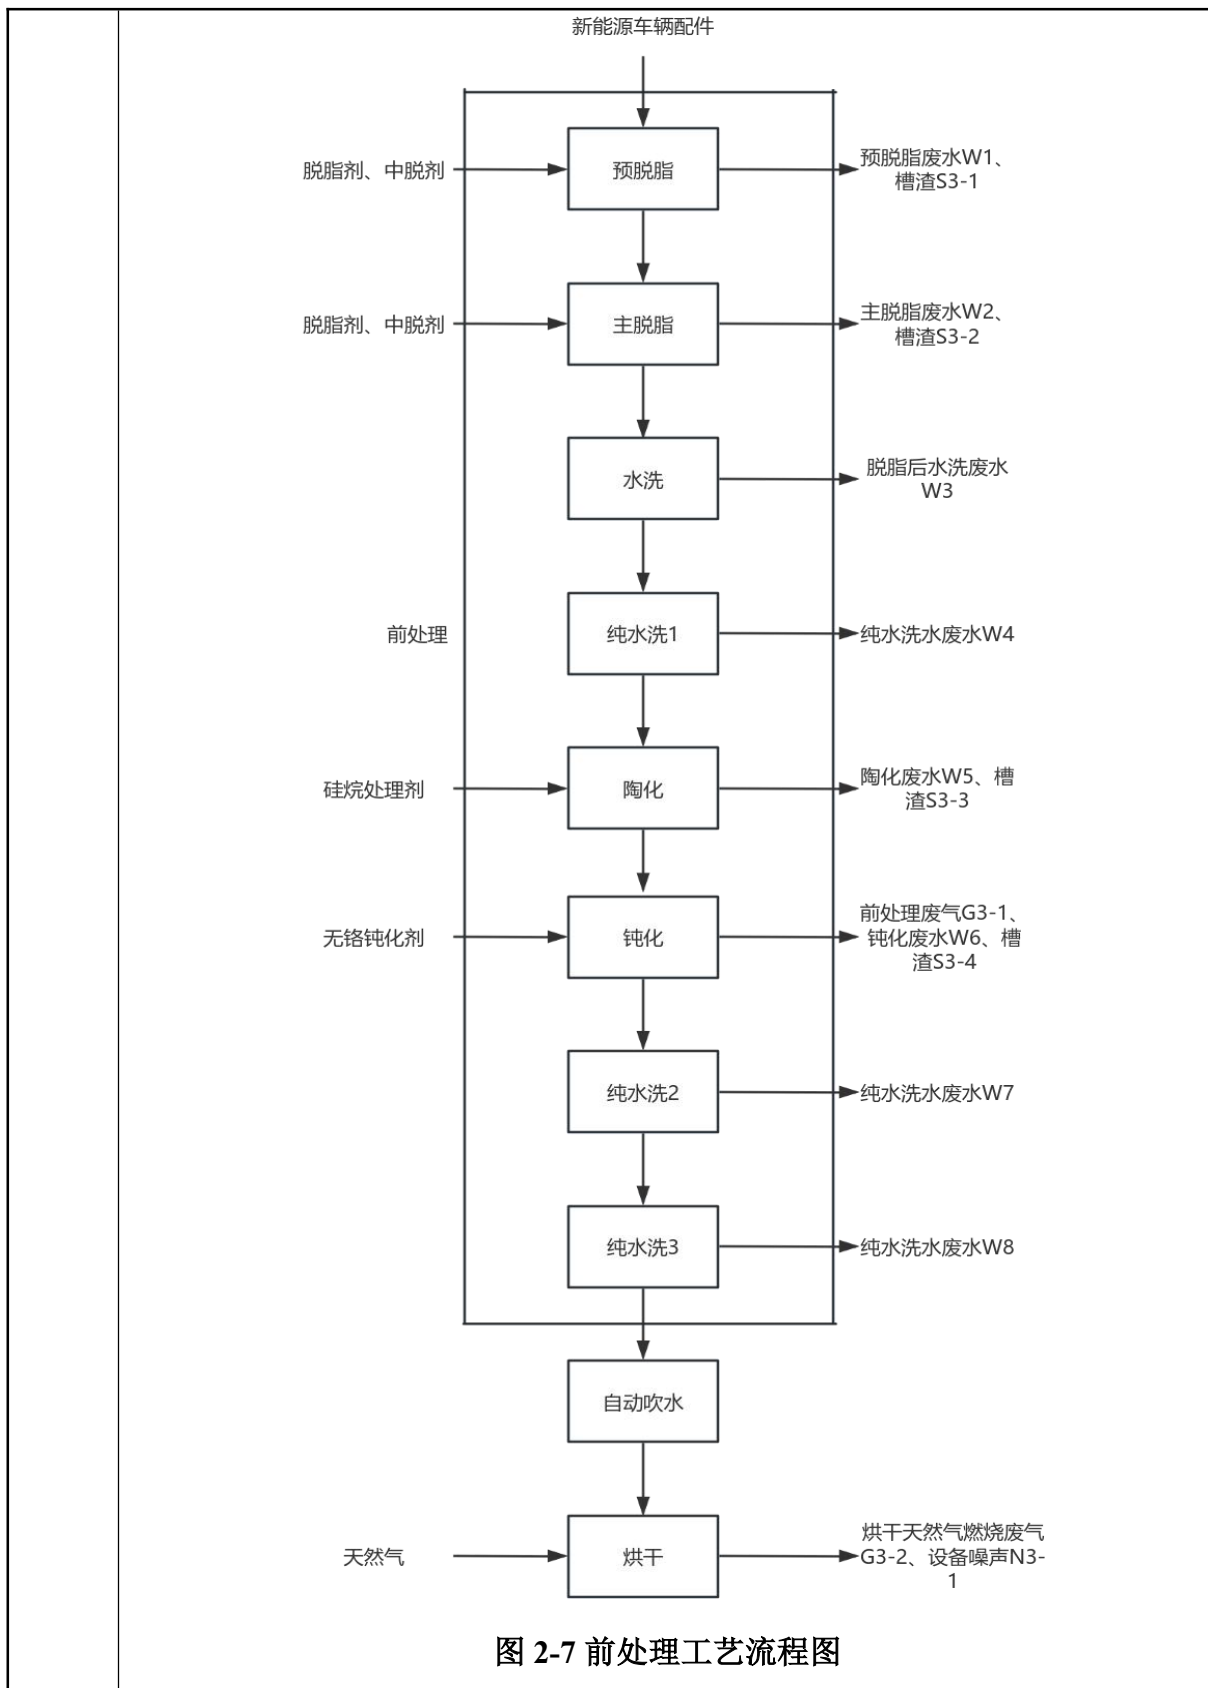 新能源车辆配件
脱脂剂、中脱剂
预脱脂
预脱脂废水W1、
槽渣S3-1
脱脂剂、中脱剂
主脱脂
主脱脂废水W2、
槽渣S3-2
水洗
脱脂后水洗废水
W3
前处理
纯水洗1
纯水洗水废水W4
硅烷处理剂
陶化
陶化废水W5、槽
渣S3-3
无铬钝化剂
钝化
前处理废气G3-1、
钝化废水W6、槽
渣S3-4
纯水洗2
纯水洗水废水W7
纯水洗3
纯水洗水废水W8
自动吹水
天然气
烘干
烘干天然气燃烧废气
G3-2、设备噪声N3-
1
图 2-7 前处理工艺流程图